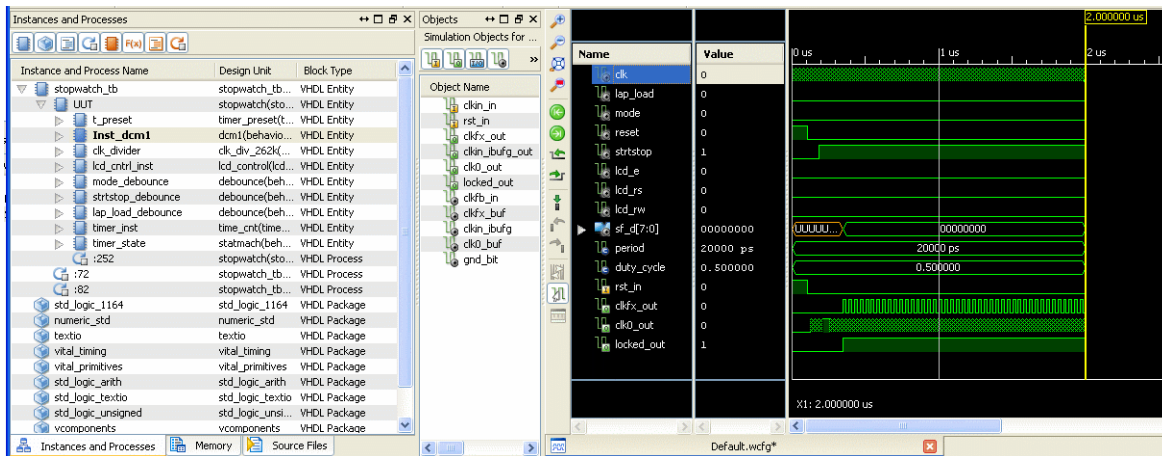 Instances and Processes
Instance and Process Name Design Unit Block Type
stopwatch_tb stopwatch_tb... VHDL Entity
UUT stopwatch(sto... VHDL Entity
t_preset timer_preset(t... VHDL Entity
Inst_dcm1 dcm1(behavio... VHDL Entity
clk_divider clk_div_262k(... VHDL Entity
lcd_cntrl_inst lcd_control(lcd... VHDL Entity
mode_debounce debounce(beh... VHDL Entity
strtstop_debounce debounce(beh... VHDL Entity
lap_load_debounce debounce(beh... VHDL Entity
timer_inst time_cnt(time... VHDL Entity
timer_state statmach(beh... VHDL Entity
:252 stopwatch(sto... VHDL Process
:72 stopwatch_tb... VHDL Process
:82 stopwatch_tb... VHDL Process
std_logic_1164 std_logic_1164 VHDL Package
numeric_std numeric_std VHDL Package
textio textio VHDL Package
vital_timing vital_timing VHDL Package
vital_primitives vital_primitives VHDL Package
std_logic_arith std_logic_arith VHDL Package
std_logic_textio std_logic_textio VHDL Package
std_logic_unsigned std_logic_unsi... VHDL Package
vcomponents vcomponents VHDL Package
Instances and Processes Memory Source Files
Objects
Simulation Objects for ...
»
Object Name
clkin_in
rst_in
clkfx_out
clkin_ibufg_out
clk0_out
locked_out
clkfb_in
clkfx_buf
clkin_ibufg
clk0_buf
gnd_bit
Name Value
clk 0
lap_load 0
mode 0
reset 0
strtstop 1
lcd_e 0
lcd_rs 0
lcd_rw 0
sf_d[7:0] 00000000
period 20000 ps
duty_cycle 0.500000
rst_in 0
clkfx_out 0
clk0_out 0
locked_out 1
2.000000 us
0 us 1 us 2 us
UUUUU... 00000000
20000 ps
0.500000
X1: 2.000000 us
Default.wcfg*